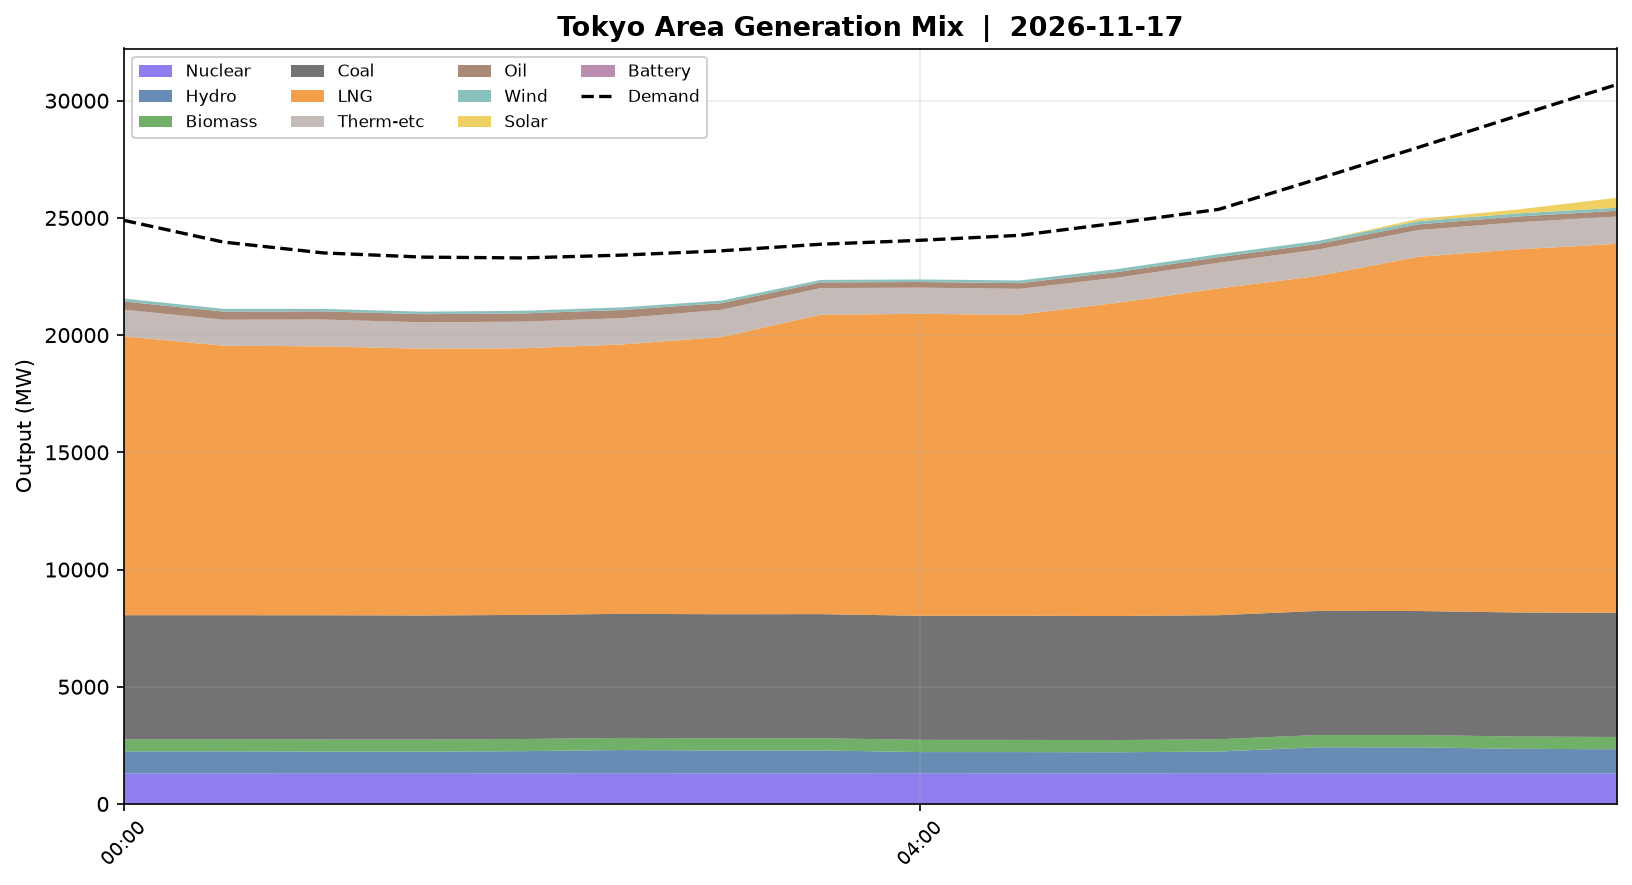 Tokyo Area Generation Mix | 2026-11-17
Nuclear Coal Oil Battery
Hydro LNG Wind Demand
Biomass Therm-etc Solar
Output (MW)
30000
25000
20000
15000
10000
5000
0
00:00 04:00